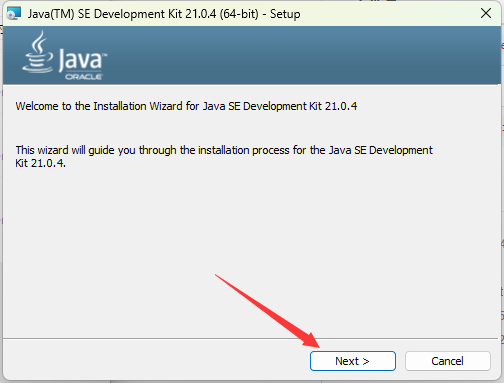 Java(TM) SE Development Kit 21.0.4 (64-bit) - Setup
Java
ORACLE
Welcome to the Installation Wizard for Java SE Development Kit 21.0.4
This wizard will guide you through the installation process for the Java SE Development
Kit 21.0.4.
Next >
Cancel